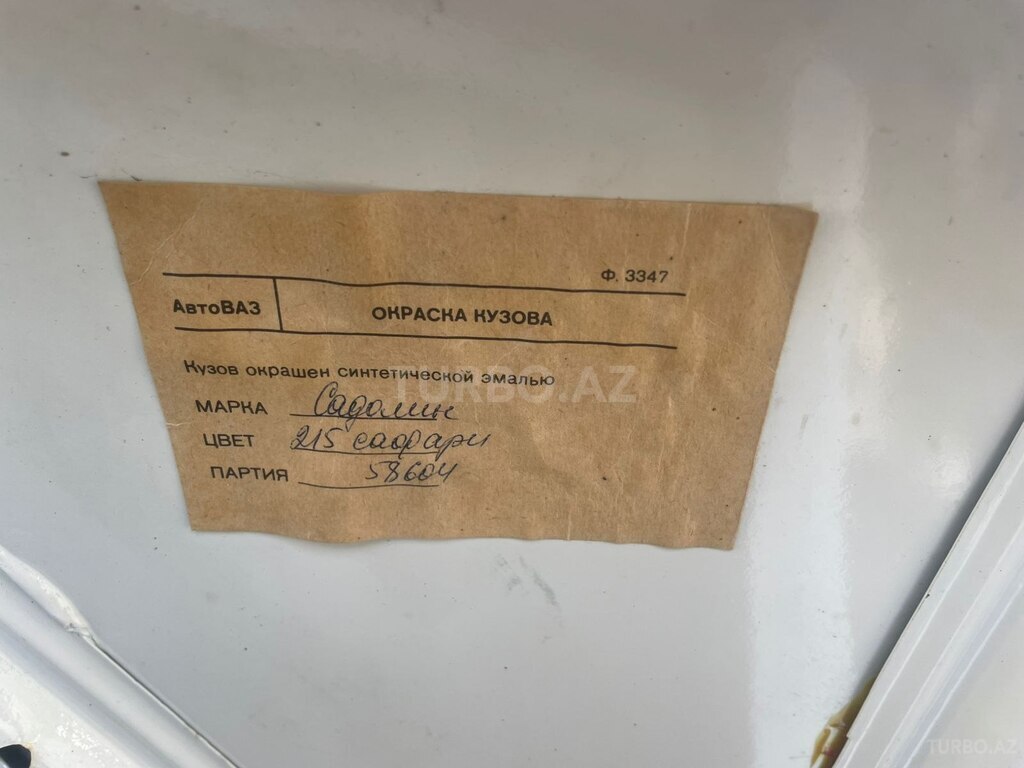 Ф. 3347
АвтоВАЗ ОКРАСКА КУЗОВА
Кузов окрашен синтетической эмалью
TURBO.AZ
МАРКА Садолин
ЦВЕТ 215 сафари
ПАРТИЯ 58604
TURBO.AZ